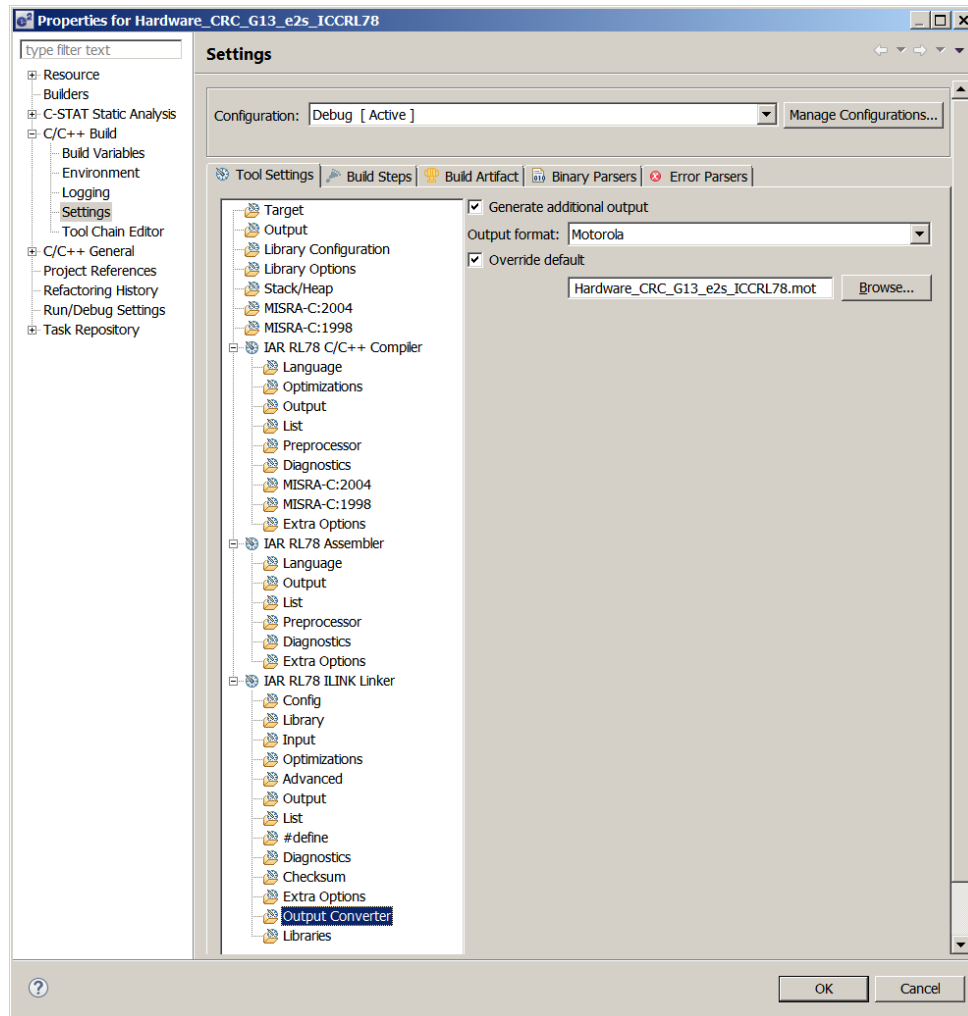 e² Properties for Hardware_CRC_G13_e2s_ICCRL78
type filter text
Resource
Builders
C-STAT Static Analysis
C/C++ Build
Build Variables
Environment
Logging
Settings
Tool Chain Editor
C/C++ General
Project References
Refactoring History
Run/Debug Settings
Task Repository
Settings
Configuration: Debug [ Active ] Manage Configurations...
Tool Settings Build Steps Build Artifact Binary Parsers Error Parsers
Target
Output
Library Configuration
Library Options
Stack/Heap
MISRA-C:2004
MISRA-C:1998
IAR RL78 C/C++ Compiler
Language
Optimizations
Output
List
Preprocessor
Diagnostics
MISRA-C:2004
MISRA-C:1998
Extra Options
IAR RL78 Assembler
Language
Output
List
Preprocessor
Diagnostics
Extra Options
IAR RL78 ILINK Linker
Config
Library
Input
Optimizations
Advanced
Output
List
#define
Diagnostics
Checksum
Extra Options
Output Converter
Libraries
Generate additional output
Output format: Motorola
Override default
Hardware_CRC_G13_e2s_ICCRL78.mot Browse...
? OK Cancel